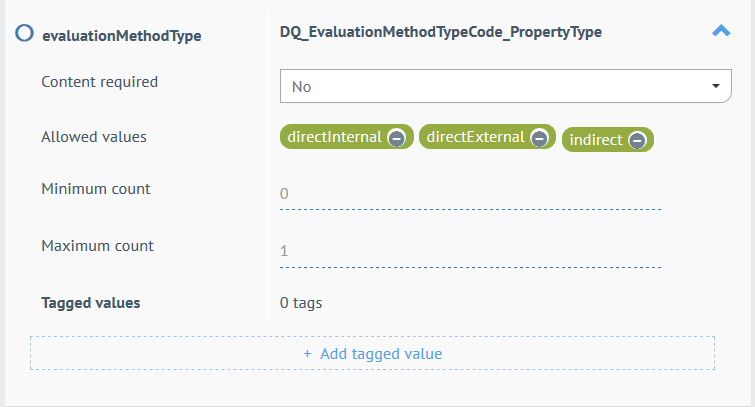 evaluationMethodType DQ_EvaluationMethodTypeCode_PropertyType
Content required No
Allowed values directInternal directExternal indirect
Minimum count 0
Maximum count 1
Tagged values 0 tags
+ Add tagged value